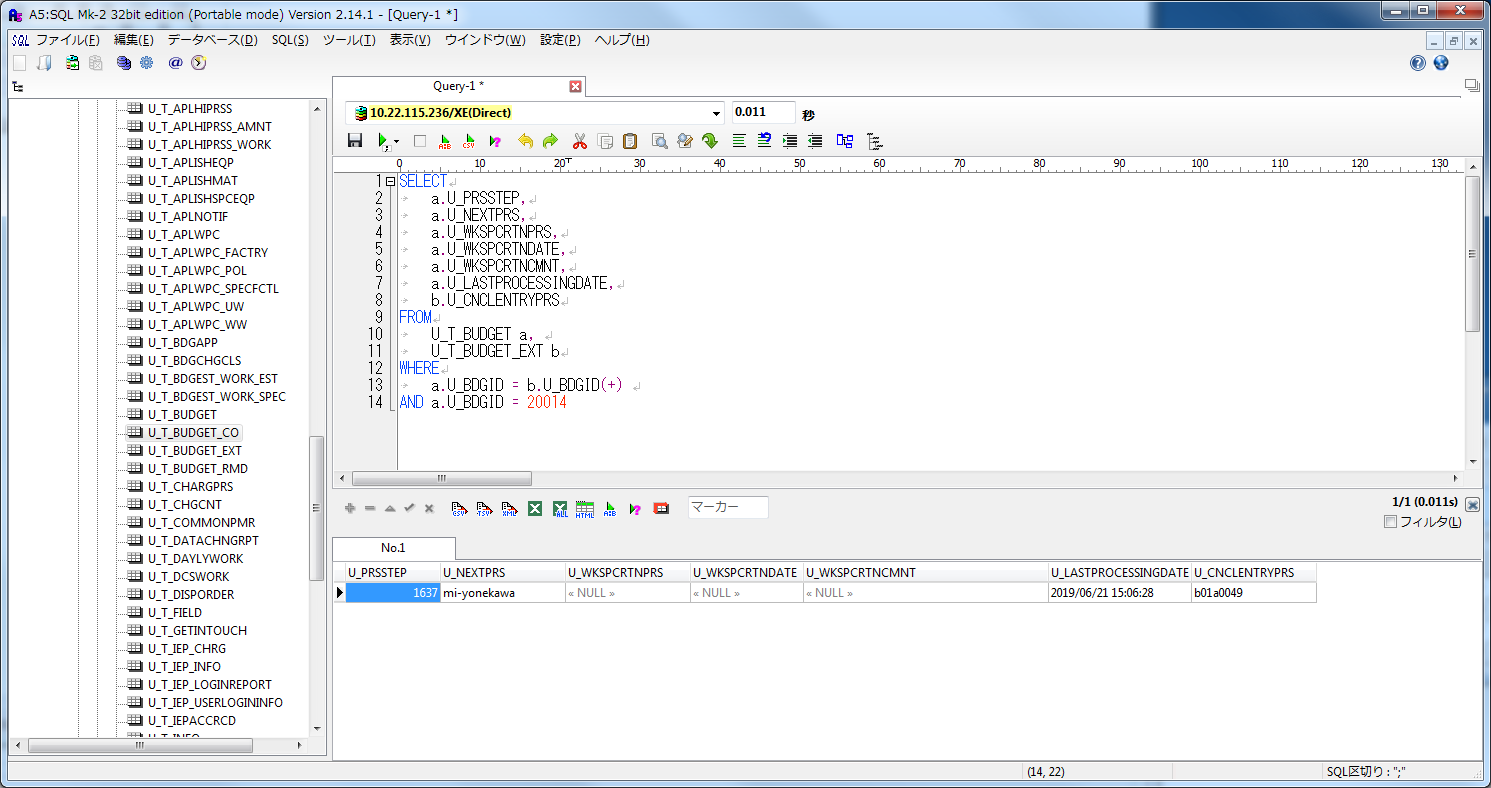 A5:SQL Mk-2 32bit edition (Portable mode) Version 2.14.1 - [Query-1 *]
SQL ファイル(F) 編集(E) データベース(D) SQL(S) ツール(T) 表示(V) ウインドウ(W) 設定(P) ヘルプ(H)
U_T_APLHIPRSS
U_T_APLHIPRSS_AMNT
U_T_APLHIPRSS_WORK
U_T_APLISHEQP
U_T_APLISHMAT
U_T_APLISHSPCEQP
U_T_APLNOTIF
U_T_APLWPC
U_T_APLWPC_FACTRY
U_T_APLWPC_POL
U_T_APLWPC_SPECFCTL
U_T_APLWPC_UW
U_T_APLWPC_WW
U_T_BDGAPP
U_T_BDGCHGCLS
U_T_BDGEST_WORK_EST
U_T_BDGEST_WORK_SPEC
U_T_BUDGET
U_T_BUDGET_CO
U_T_BUDGET_EXT
U_T_BUDGET_RMD
U_T_CHARGPRS
U_T_CHGCNT
U_T_COMMONPMR
U_T_DATACHNGRPT
U_T_DAYLYWORK
U_T_DCSWORK
U_T_DISPORDER
U_T_FIELD
U_T_GETINTOUCH
U_T_IEP_CHRG
U_T_IEP_INFO
U_T_IEP_LOGINREPORT
U_T_IEP_USERLOGININFO
U_T_IEPACCRCD
U_T_INFO
Query-1 *
10.22.115.236/XE(Direct) 0.011 秒
0 10 20 30 40 50 60 70 80 90 100 110 120 130
1 SELECT
2 a.U_PRSSTEP,
3 a.U_NEXTPRS,
4 a.U_WKSPCRTNPRS,
5 a.U_WKSPCRTNDATE,
6 a.U_WKSPCRTNCMNT,
7 a.U_LASTPROCESSINGDATE,
8 b.U_CNCLENTRYPRS
9 FROM
10 U_T_BUDGET a,
11 U_T_BUDGET_EXT b
12 WHERE
13 a.U_BDGID = b.U_BDGID(+)
14 AND a.U_BDGID = 20014
CSV TSV XML ALL HTML A:B マーカー
1/1 (0.011s)
フィルタ(L)
No.1
U_PRSSTEP U_NEXTPRS U_WKSPCRTNPRS U_WKSPCRTNDATE U_WKSPCRTNCMNT U_LASTPROCESSINGDATE U_CNCLENTRYPRS
1637 mi-yonekawa « NULL » « NULL » « NULL » 2019/06/21 15:06:28 b01a0049
(14, 22) SQL区切り : ";"